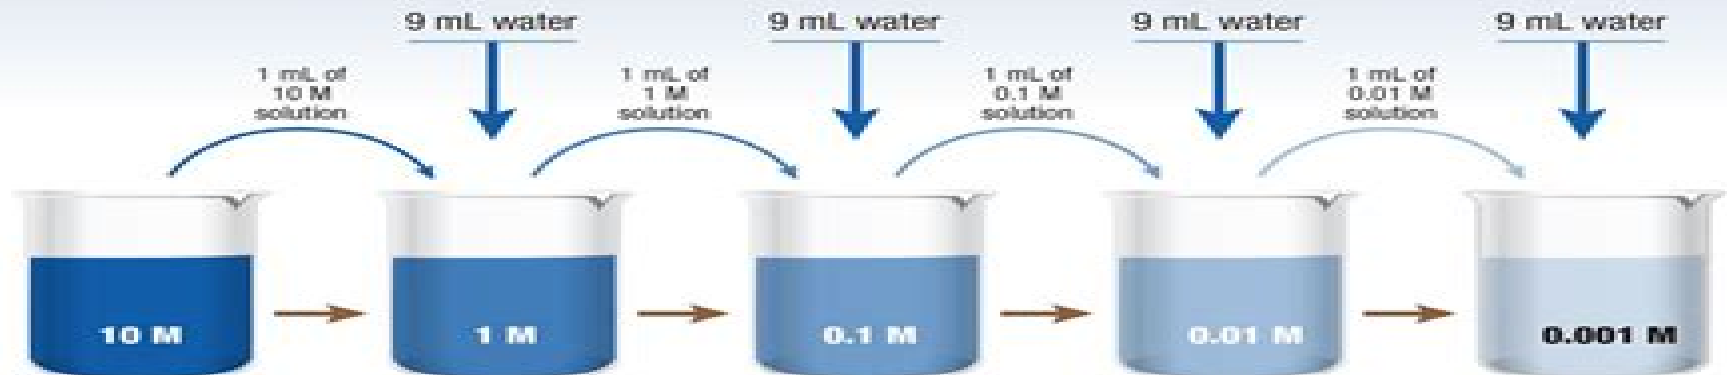 9 mL water
9 mL water
9 mL water
9 mL water
1 mL of
10 M
solution
1 mL of
1 M
solution
1 mL of
0.1 M
solution
1 mL of
0.01 M
solution
10 M
1 M
0.1 M
0.01 M
0.001 M